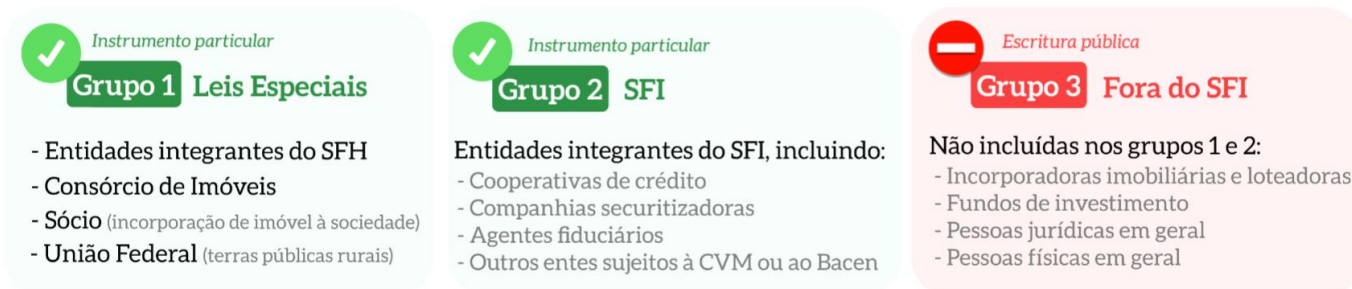 Instrumento particular
Grupo 1 Leis Especiais
- Entidades integrantes do SFH
- Consórcio de Imóveis
- Sócio (incorporação de imóvel à sociedade)
- União Federal (terras públicas rurais)
Instrumento particular
Grupo 2 SFI
Entidades integrantes do SFI, incluindo:
- Cooperativas de crédito
- Companhias securitizadoras
- Agentes fiduciários
- Outros entes sujeitos à CVM ou ao Bacen
Escritura pública
Grupo 3 Fora do SFI
Não incluídas nos grupos 1 e 2:
- Incorporadoras imobiliárias e loteadoras
- Fundos de investimento
- Pessoas jurídicas em geral
- Pessoas físicas em geral